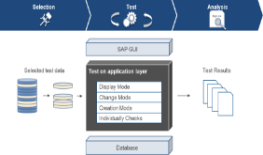 Selection
Test
Analysis
SAP-GUI
Selected test data
Test on application layer
Test Results
Display Mode
Change Mode
Creation Mode
Individually Checks
Database